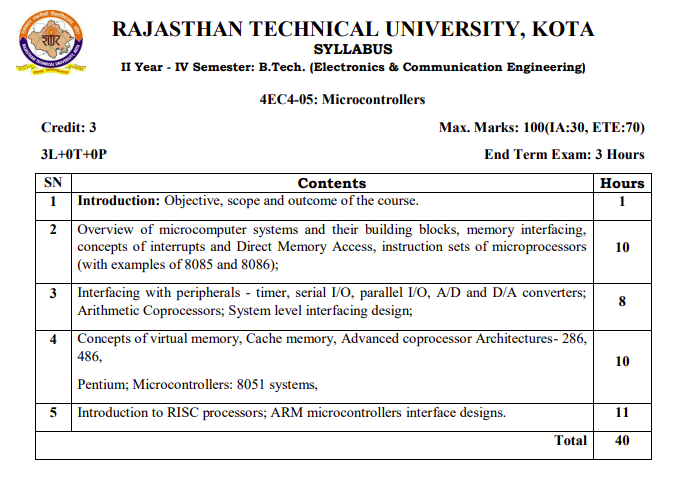 RAJASTHAN TECHNICAL UNIVERSITY, KOTA
SYLLABUS
II Year - IV Semester: B.Tech. (Electronics & Communication Engineering)
4EC4-05: Microcontrollers
Credit: 3 Max. Marks: 100(IA:30, ETE:70)
3L+0T+0P End Term Exam: 3 Hours
SN Contents Hours
1 Introduction: Objective, scope and outcome of the course. 1
2 Overview of microcomputer systems and their building blocks, memory interfacing,
concepts of interrupts and Direct Memory Access, instruction sets of microprocessors
(with examples of 8085 and 8086);
10
3 Interfacing with peripherals - timer, serial I/O, parallel I/O, A/D and D/A converters;
Arithmetic Coprocessors; System level interfacing design;
8
4 Concepts of virtual memory, Cache memory, Advanced coprocessor Architectures- 286,
486,
Pentium; Microcontrollers: 8051 systems,
10
5 Introduction to RISC processors; ARM microcontrollers interface designs. 11
Total 40